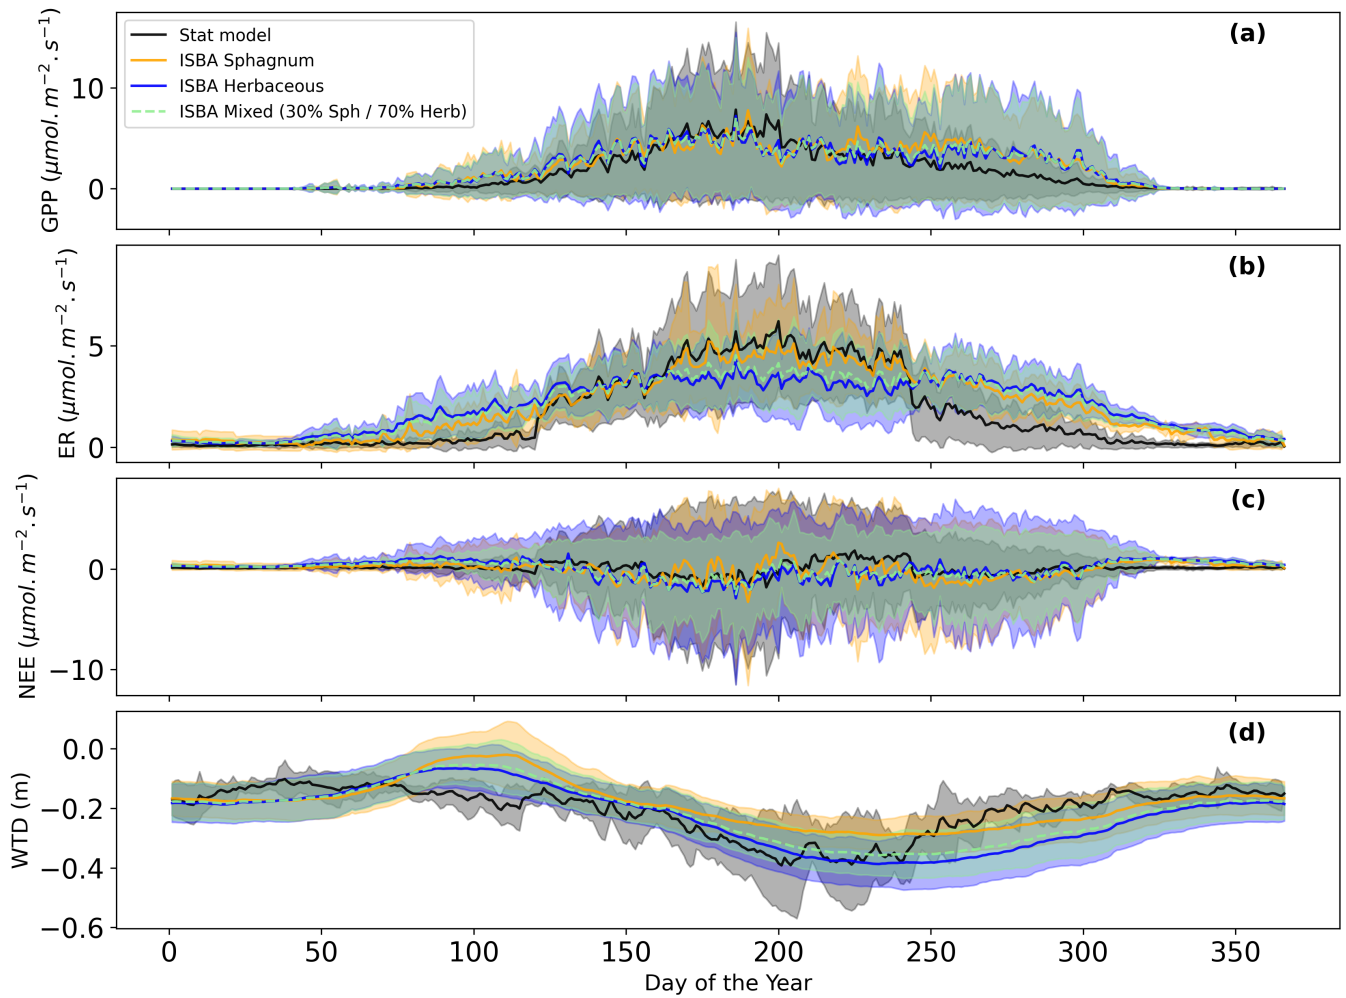 (a)
Stat model
ISBA Sphagnum
ISBA Herbaceous
ISBA Mixed (30% Sph / 70% Herb)
GPP (μmol. m⁻². s⁻¹)
10
0
(b)
ER (μmol. m⁻². s⁻¹)
5
0
(c)
NEE (μmol. m⁻². s⁻¹)
0
−10
(d)
WTD (m)
0.0
−0.2
−0.4
−0.6
0 50 100 150 200 250 300 350
Day of the Year